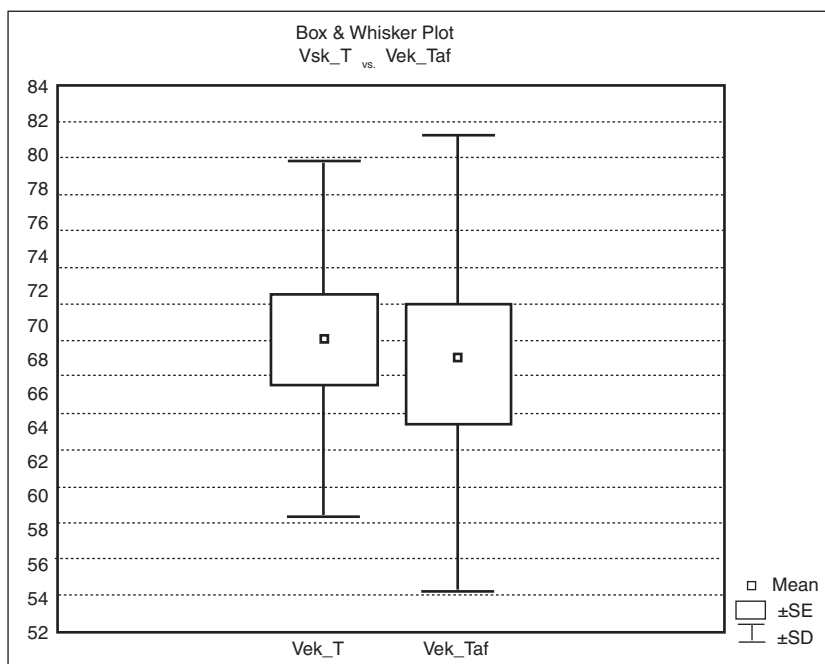 Box & Whisker Plot
Vsk_T vs. Vek_Taf
84
82
80
78
76
74
72
70
68
66
64
62
60
58
56
54
52
Vek_T
Vek_Taf
Mean
±SE
±SD